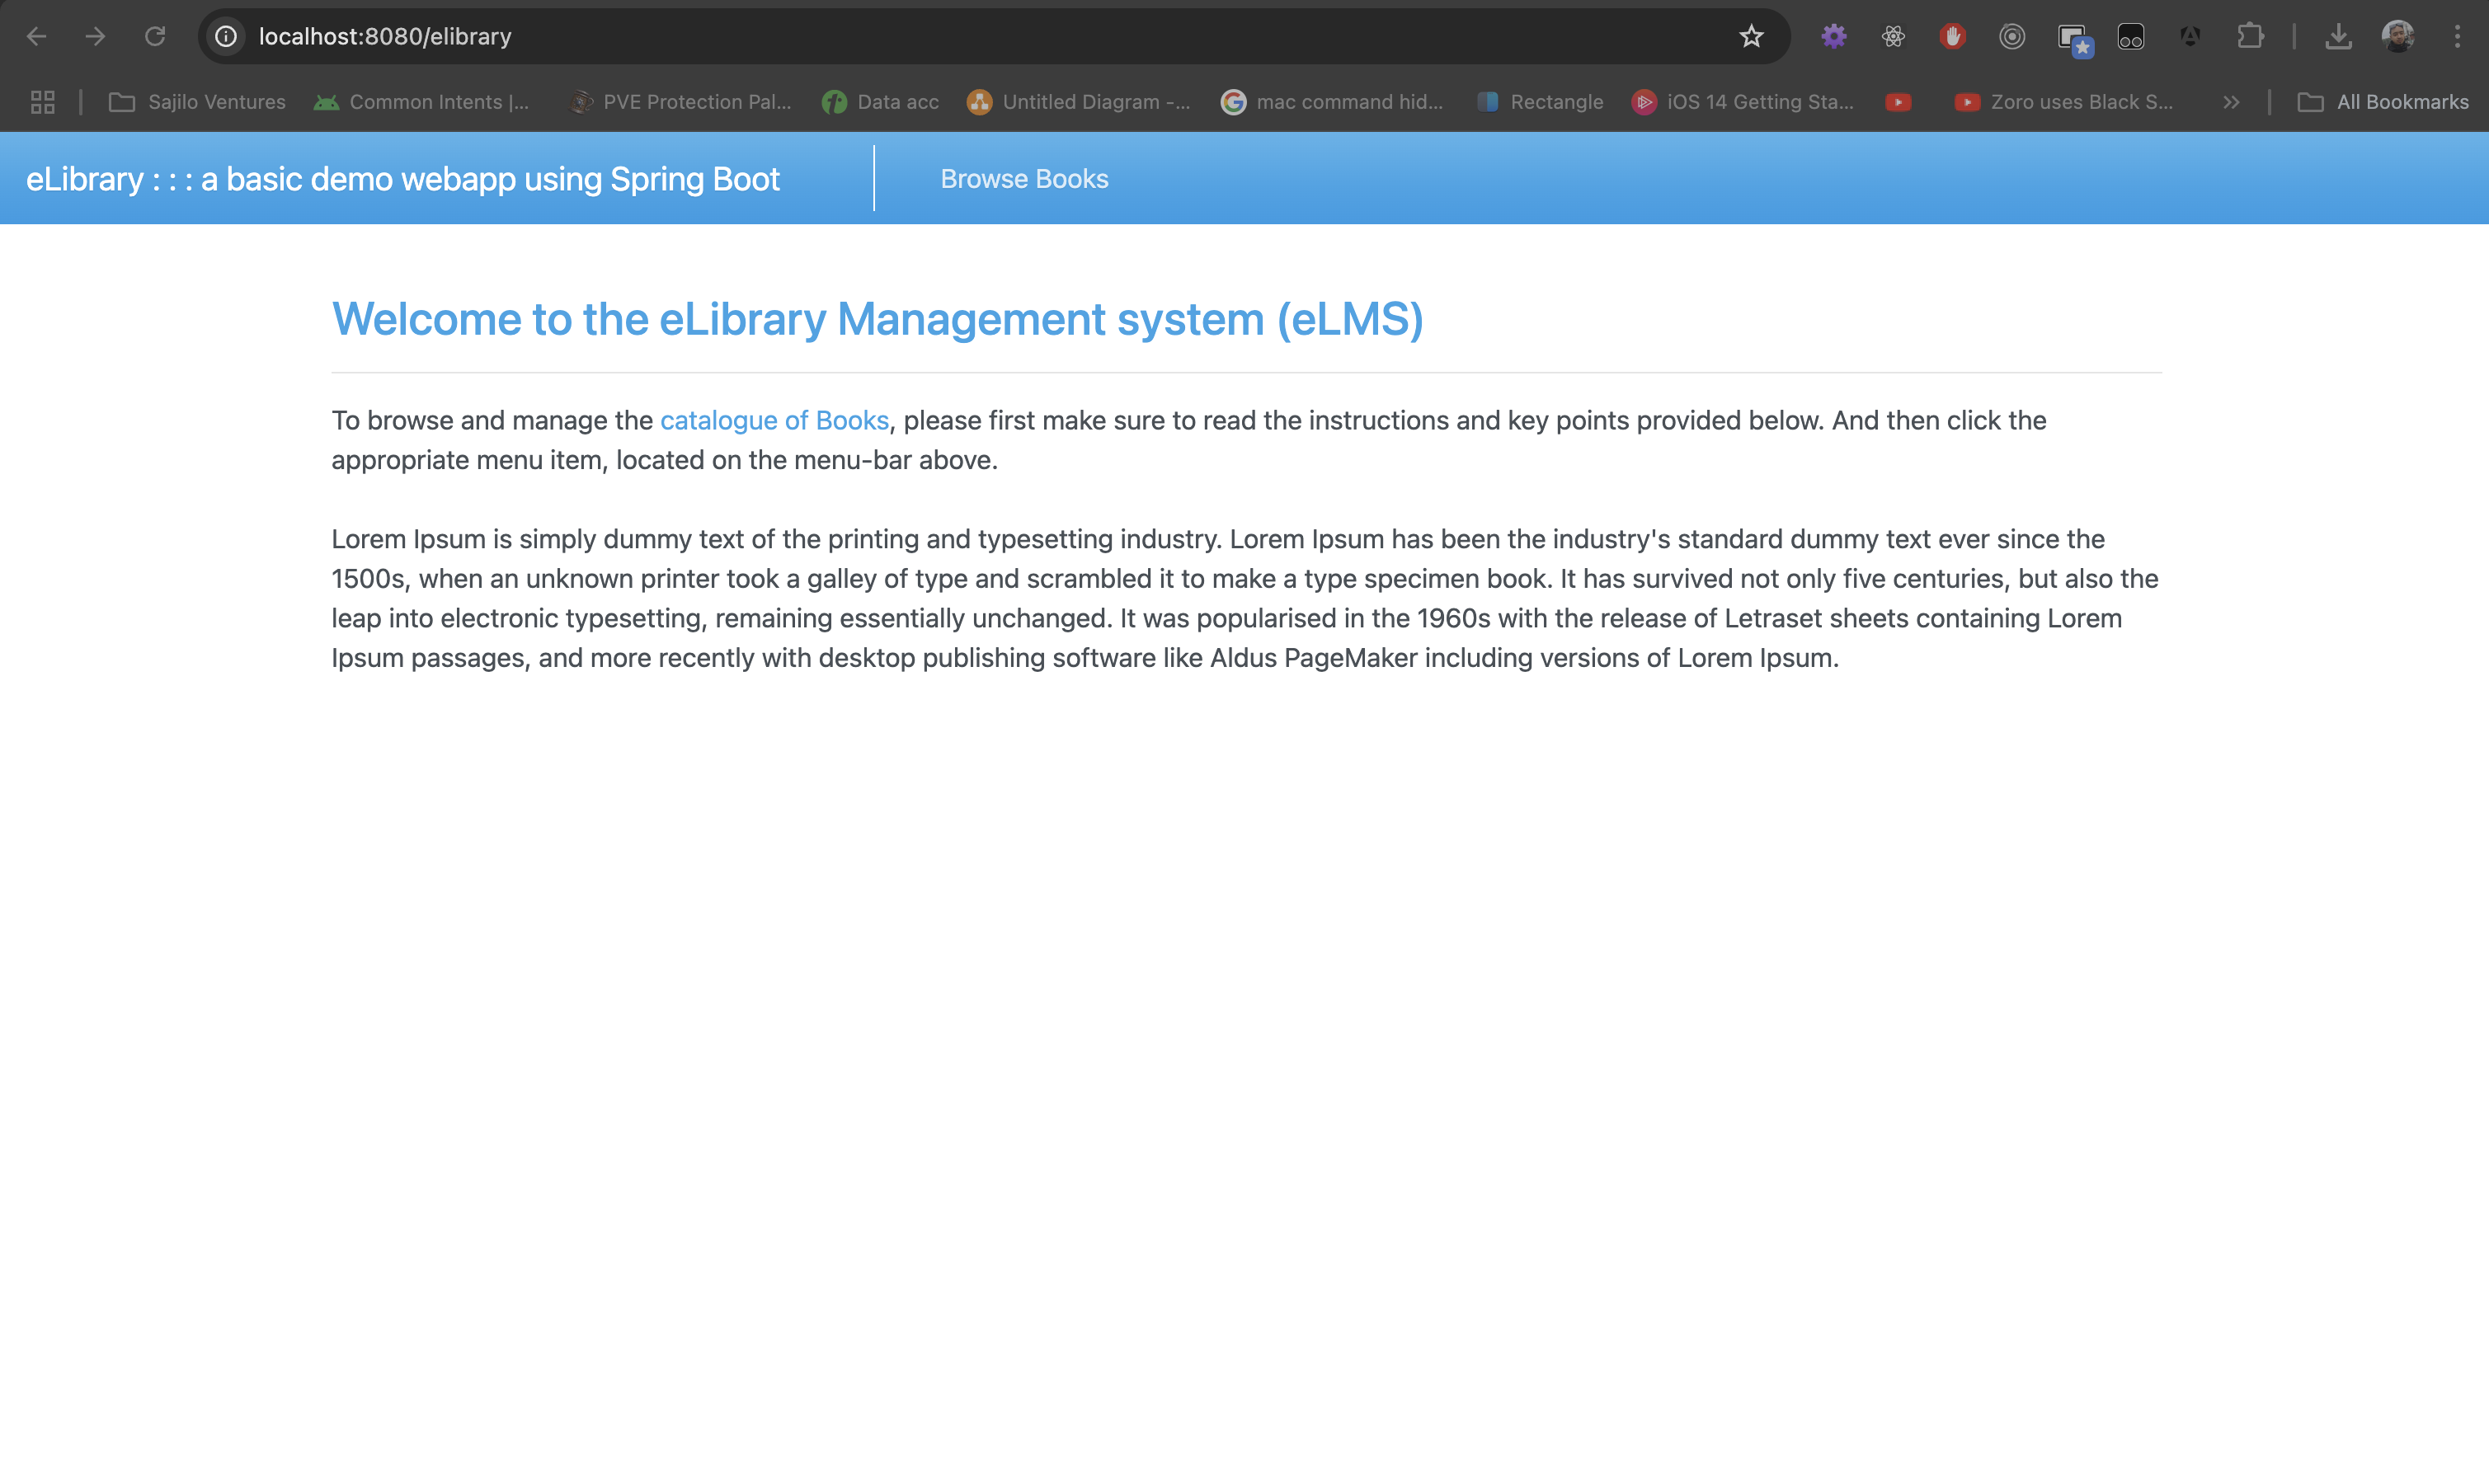 localhost:8080/elibrary
Sajilo Ventures Common Intents |... PVE Protection Pal... Data acc Untitled Diagram -... mac command hid... Rectangle iOS 14 Getting Sta... Zoro uses Black S... All Bookmarks
eLibrary : : : a basic demo webapp using Spring Boot Browse Books
Welcome to the eLibrary Management system (eLMS)
To browse and manage the catalogue of Books, please first make sure to read the instructions and key points provided below. And then click the
appropriate menu item, located on the menu-bar above.
Lorem Ipsum is simply dummy text of the printing and typesetting industry. Lorem Ipsum has been the industry's standard dummy text ever since the
1500s, when an unknown printer took a galley of type and scrambled it to make a type specimen book. It has survived not only five centuries, but also the
leap into electronic typesetting, remaining essentially unchanged. It was popularised in the 1960s with the release of Letraset sheets containing Lorem
Ipsum passages, and more recently with desktop publishing software like Aldus PageMaker including versions of Lorem Ipsum.